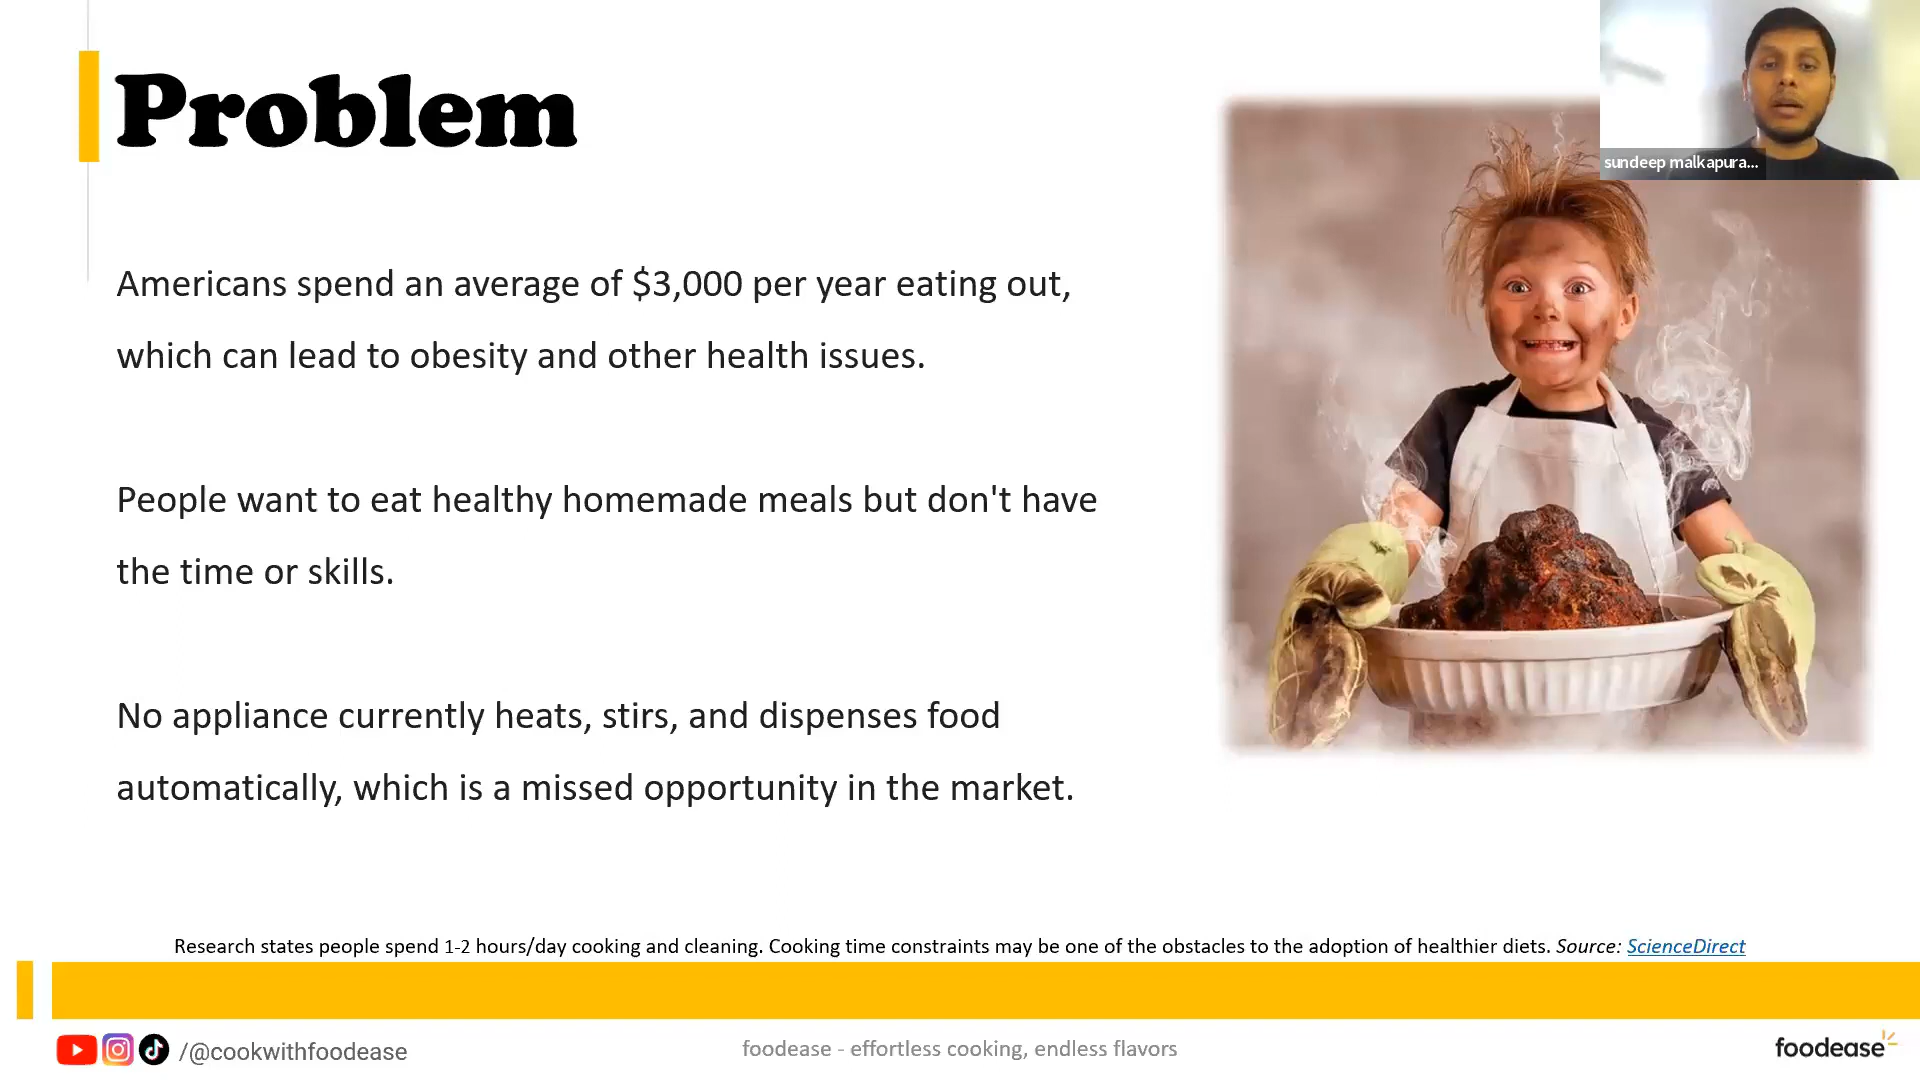 Problem
sundeep malkapura...
Americans spend an average of $3,000 per year eating out,
which can lead to obesity and other health issues.
People want to eat healthy homemade meals but don't have
the time or skills.
No appliance currently heats, stirs, and dispenses food
automatically, which is a missed opportunity in the market.
Research states people spend 1-2 hours/day cooking and cleaning. Cooking time constraints may be one of the obstacles to the adoption of healthier diets. Source: ScienceDirect
/@cookwithfoodease
foodease - effortless cooking, endless flavors
foodease